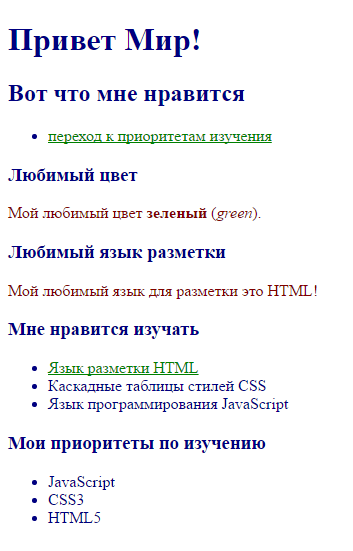 Привет Мир!
Вот что мне нравится
переход к приоритетам изучения
Любимый цвет
Мой любимый цвет зеленый (green).
Любимый язык разметки
Мой любимый язык для разметки это HTML!
Мне нравится изучать
Язык разметки HTML
Каскадные таблицы стилей CSS
Язык программирования JavaScript
Мои приоритеты по изучению
JavaScript
CSS3
HTML5